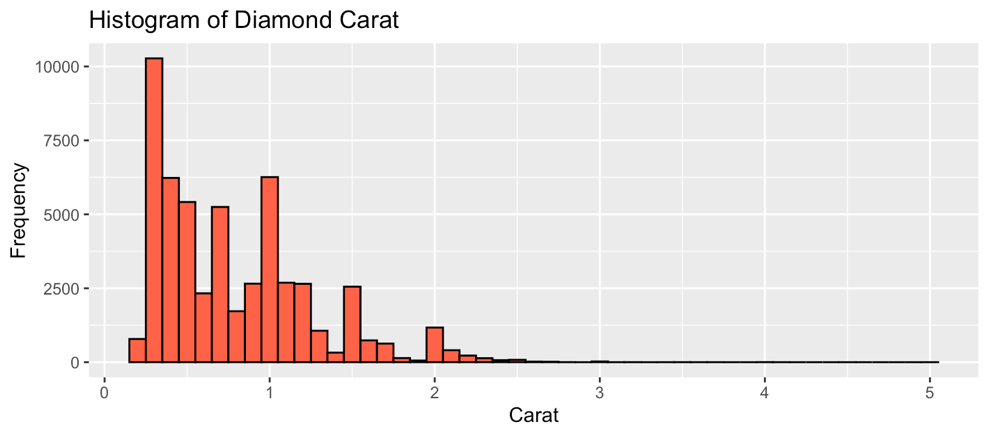 Histogram of Diamond Carat
10000
7500
5000
2500
0
Frequency
0 1 2 3 4 5
Carat